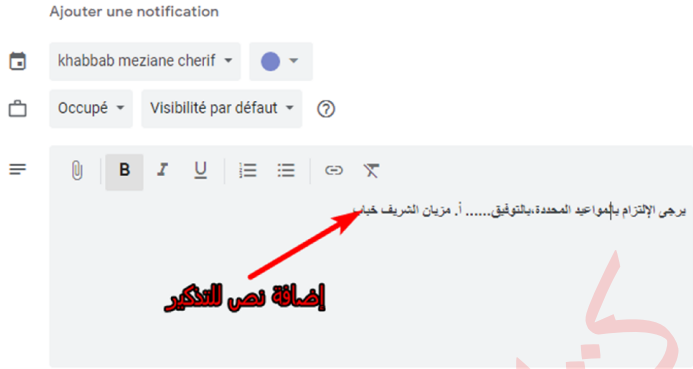 Ajouter une notification
khabbab meziane cherif
Occupé Visibilité par défaut
B I U
يرجى الإلتزام بالمواعيد المحددة،بالتوفيق...... أ. مزيان الشريف خباب
إضافة نص للتذكير